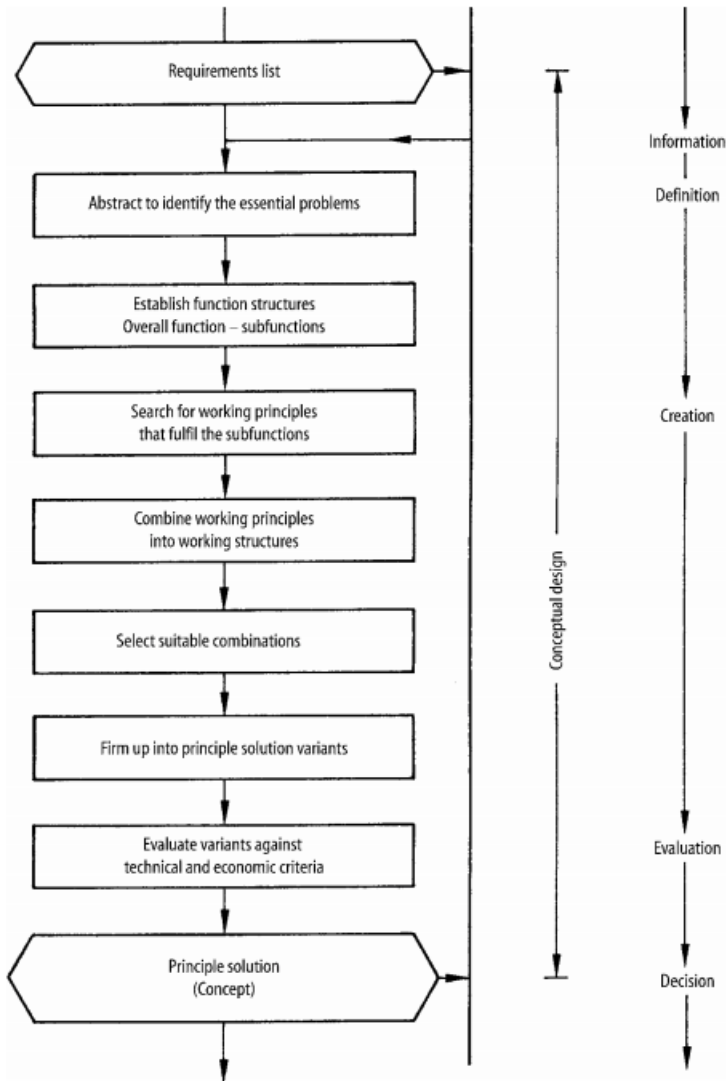 Requirements list
Information
Abstract to identify the essential problems
Definition
Establish function structures
Overall function – subfunctions
Search for working principles
that fulfil the subfunctions
Creation
Combine working principles
into working structures
Conceptual design
Select suitable combinations
Firm up into principle solution variants
Evaluate variants against
technical and economic criteria
Evaluation
Principle solution
(Concept)
Decision